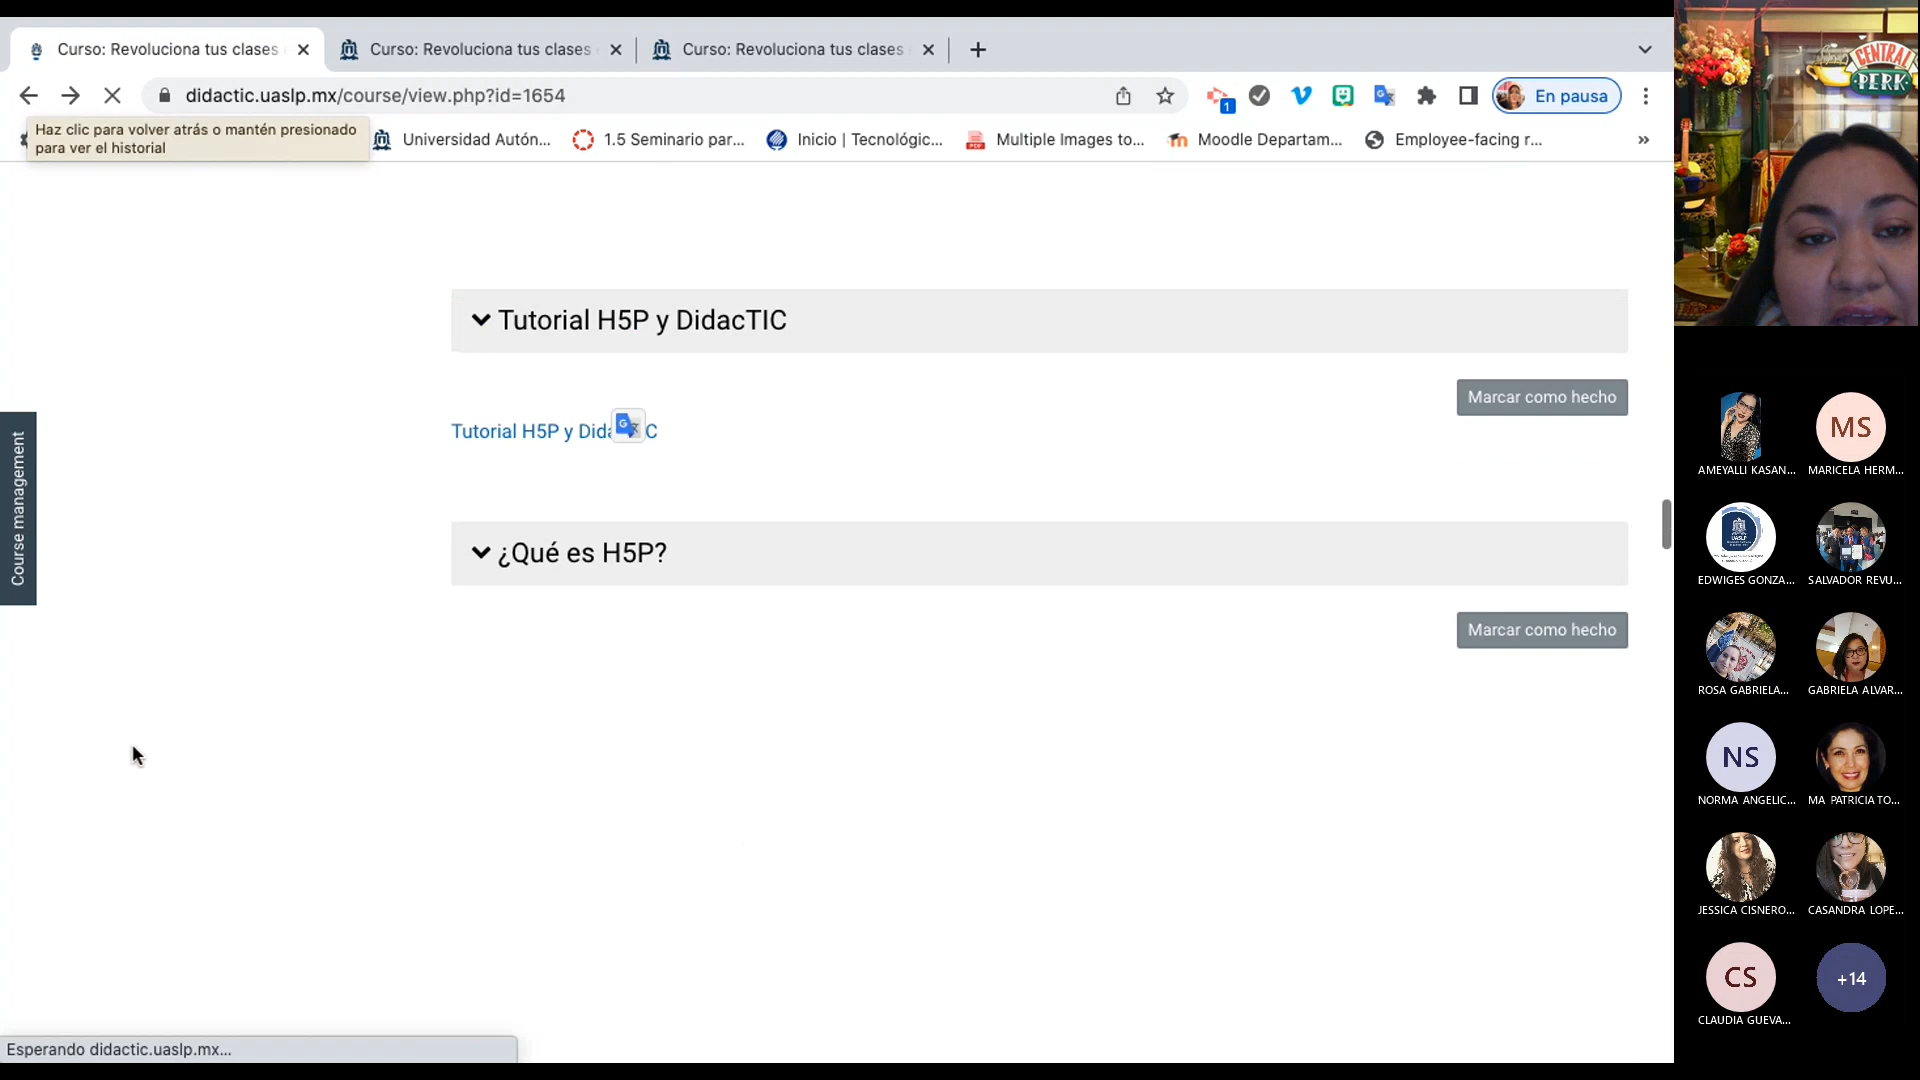 Curso: Revoluciona tus clases
Curso: Revoluciona tus clases
Curso: Revoluciona tus clases
didactic.uaslp.mx/course/view.php?id=1654
1
En pausa
Haz clic para volver atrás o mantén presionado
para ver el historial
Universidad Autón...
1.5 Seminario par...
Inicio | Tecnológic...
Multiple Images to...
Moodle Departam...
Employee-facing r...
»
Tutorial H5P y DidacTIC
Marcar como hecho
Tutorial H5P y Dida C
¿Qué es H5P?
Marcar como hecho
Course management
Esperando didactic.uaslp.mx...
CENTRAL
PERK
MS
AMEYALLI KASAN...
MARICELA HERM...
UASLP
EDWIGES GONZA...
SALVADOR REVU...
ROSA GABRIELA...
GABRIELA ALVAR...
NS
NORMA ANGELIC...
MA PATRICIA TO...
JESSICA CISNERO...
CASANDRA LOPE...
CS
+14
CLAUDIA GUEVA...